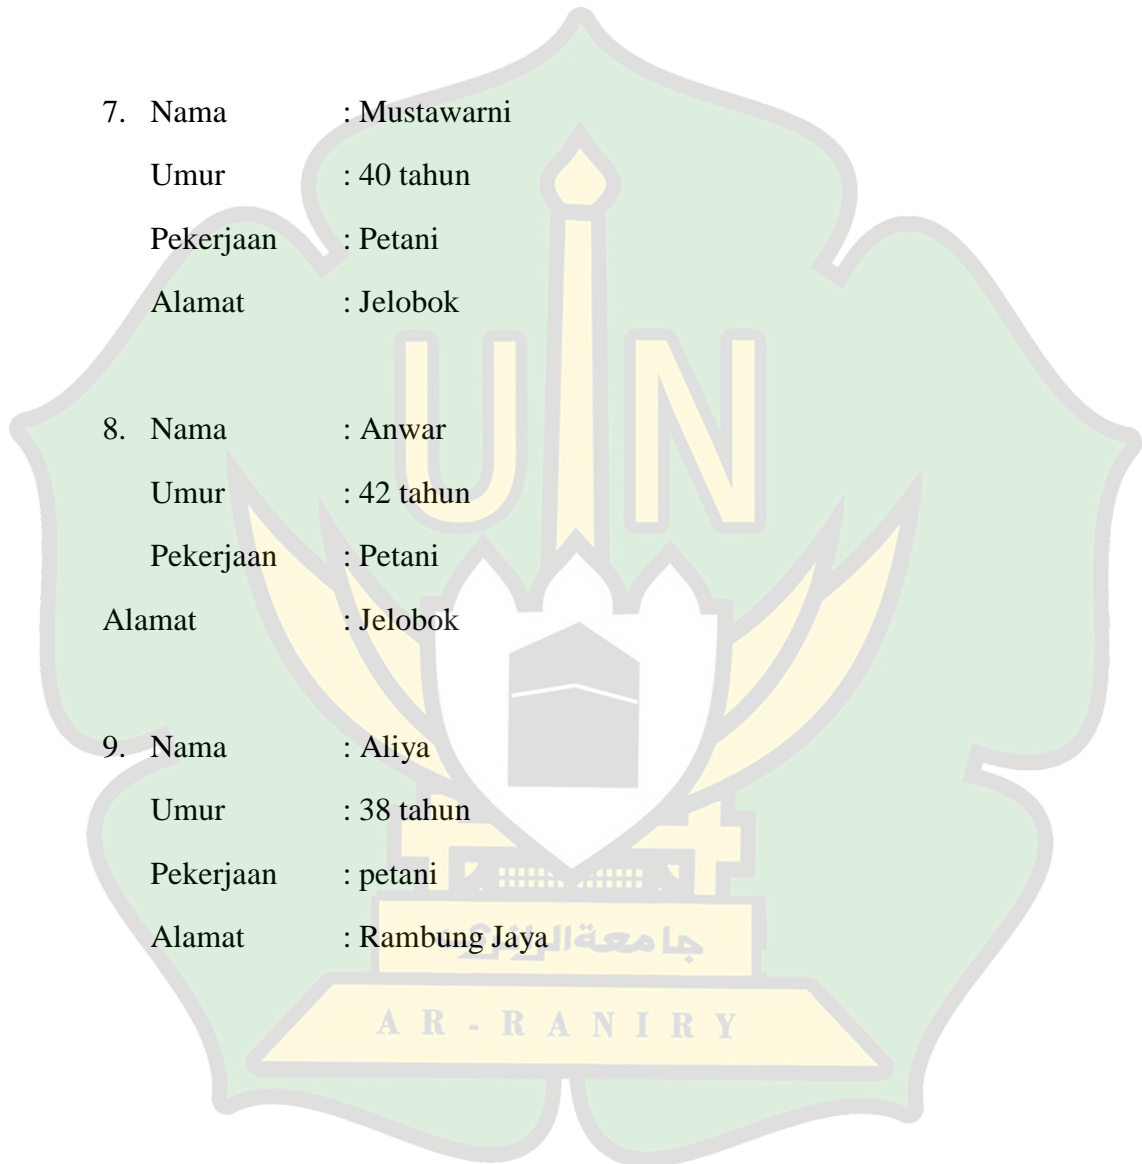 7. Nama : Mustawarni
Umur : 40 tahun
Pekerjaan : Petani
Alamat : Jelobok
UIN
8. Nama : Anwar
Umur : 42 tahun
Pekerjaan : Petani
Alamat : Jelobok
9. Nama : Aliya
Umur : 38 tahun
Pekerjaan : petani
Alamat : Rambung Jaya
جامعة الرانري
AR-RANIRY